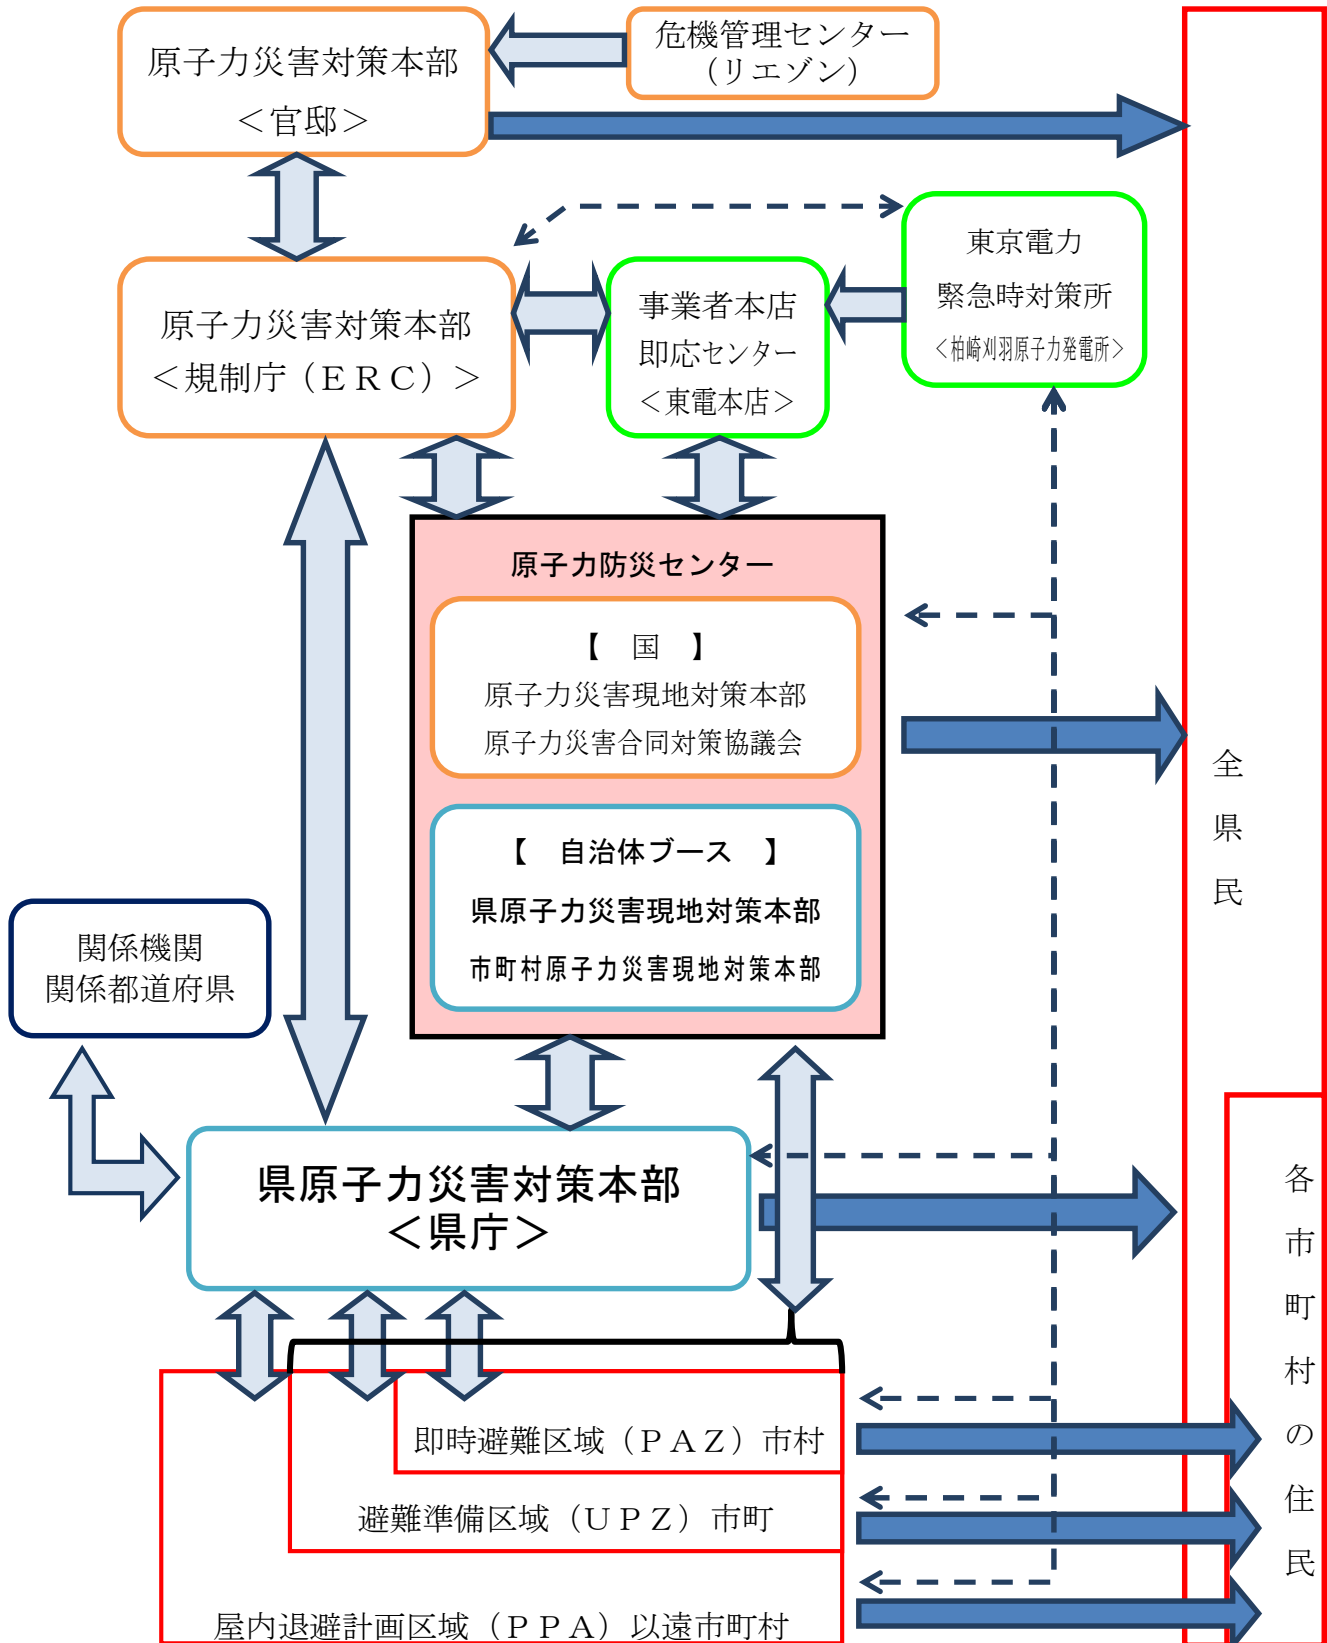 危機管理センター
（リエゾン）
原子力災害対策本部
＜官邸＞
東京電力
緊急時対策所
＜柏崎刈羽原子力発電所＞
原子力災害対策本部
＜規制庁（ＥＲＣ）＞
事業者本店
即応センター
＜東電本店＞
原子力防災センター
【　国　】
原子力災害現地対策本部
原子力災害合同対策協議会
【　自治体ブース　】
県原子力災害現地対策本部
市町村原子力災害現地対策本部
全県民
関係機関
関係都道府県
県原子力災害対策本部
＜県庁＞
各市町村の住民
即時避難区域（ＰＡＺ）市村
避難準備区域（ＵＰＺ）市町
屋内退避計画区域（ＰＰＡ）以遠市町村